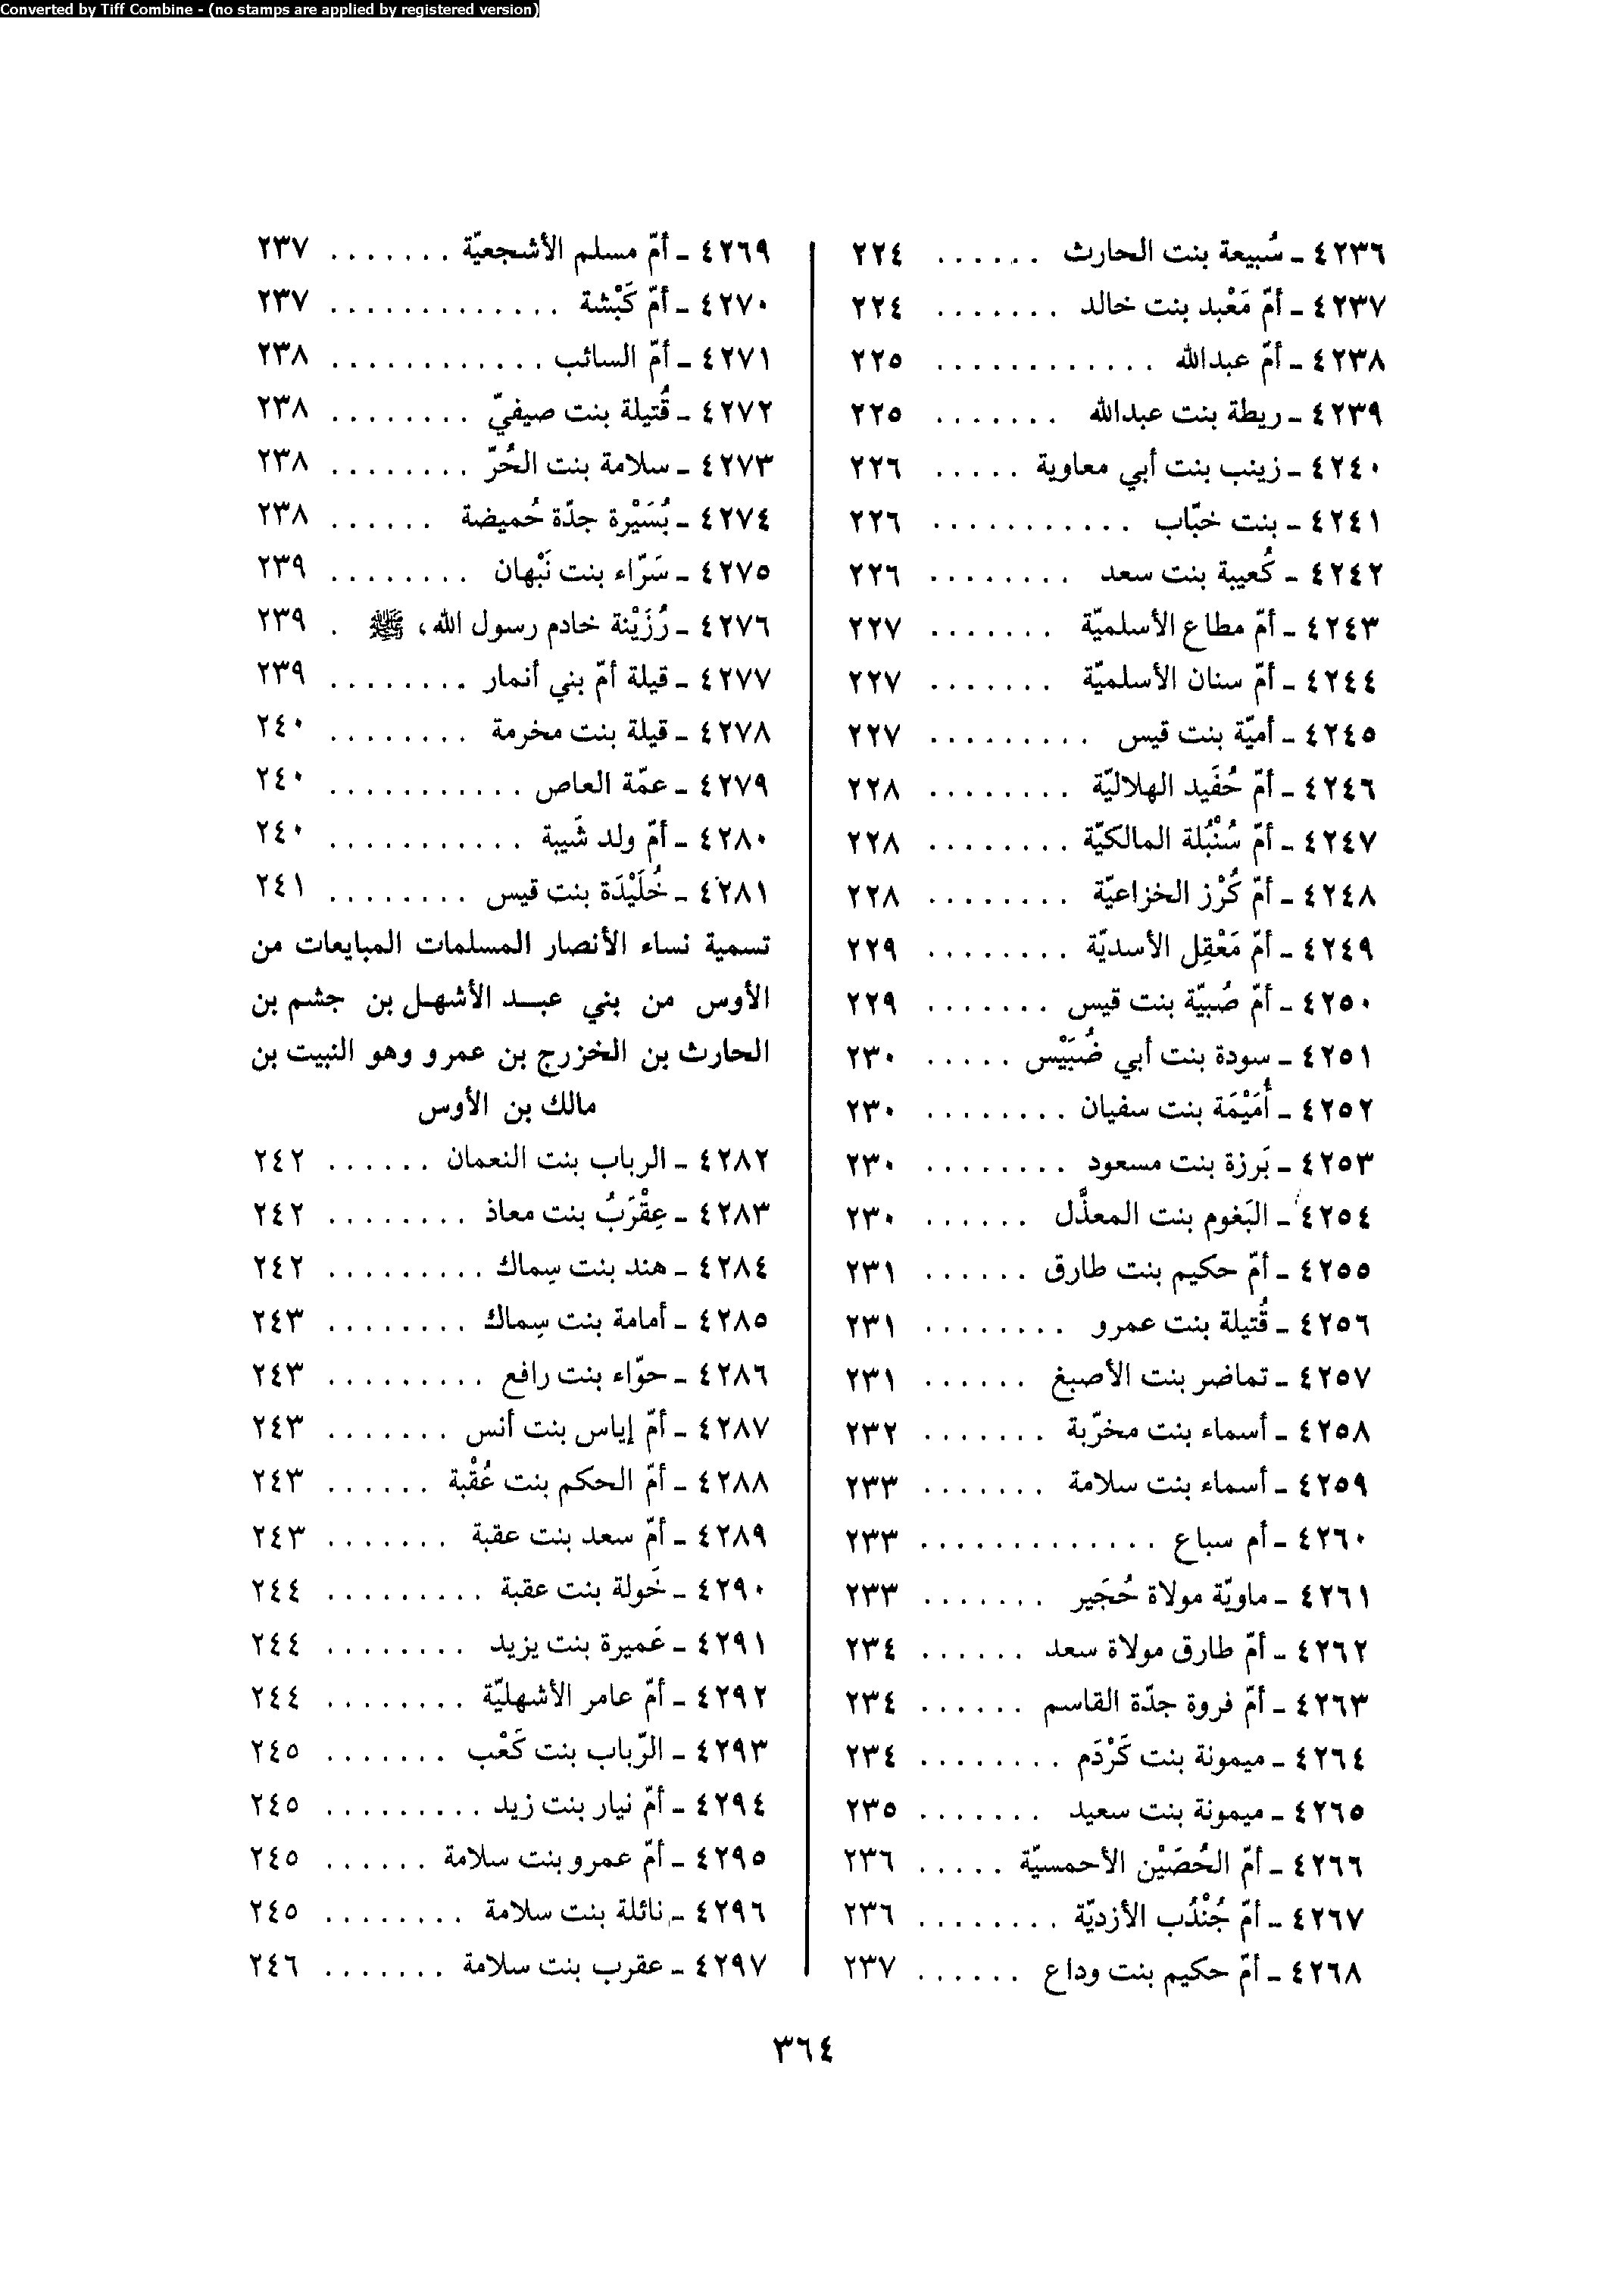 Converted by Tiff Combine - (no stamps are applied by registered version)
٤٢٣٦ ـ سُبيعة بنت الحارث ...... ٢٢٤
٤٢٣٧ ـ أمّ مَعْبد بنت خالد ....... ٢٢٤
٤٢٣٨ ـ أمّ عبدالله ............ ٢٢٥
٤٢٣٩ ـ ريطة بنت عبدالله ....... ٢٢٥
٤٢٤٠ ـ زينب بنت أبي معاوية ..... ٢٢٦
٤٢٤١ ـ بنت خبّاب ........... ٢٢٦
٤٢٤٢ ـ كُعيبة بنت سعد ........ ٢٢٦
٤٢٤٣ ـ أمّ مطاع الأسلميّة ....... ٢٢٧
٤٢٤٤ ـ أمّ سنان الأسلميّة ....... ٢٢٧
٤٢٤٥ ـ أميّة بنت قيس ......... ٢٢٧
٤٢٤٦ ـ أمّ حُفَيد الهلاليّة ........ ٢٢٨
٤٢٤٧ ـ أمّ سُنْبُلة المالكيّة ........ ٢٢٨
٤٢٤٨ ـ أمّ كُرْز الخزاعيّة ........ ٢٢٨
٤٢٤٩ ـ أمّ مَعْقِل الأسديّة ........ ٢٢٩
٤٢٥٠ ـ أمّ صُبيّة بنت قيس ....... ٢٢٩
٤٢٥١ ـ سودة بنت أبي ضُبَيْس ..... ٢٣٠
٤٢٥٢ ـ أُمَيْمَة بنت سفيان ........ ٢٣٠
٤٢٥٣ ـ بَرزة بنت مسعود ........ ٢٣٠
٤٢٥٤ ـ البَغوم بنت المعذَّل ...... ٢٣٠
٤٢٥٥ ـ أمّ حكيم بنت طارق ...... ٢٣١
٤٢٥٦ ـ قُتيلة بنت عمرو ........ ٢٣١
٤٢٥٧ ـ تماضر بنت الأصبغ ...... ٢٣١
٤٢٥٨ ـ أسماء بنت مخرّبة ....... ٢٣٢
٤٢٥٩ ـ أسماء بنت سلامة ....... ٢٣٣
٤٢٦٠ ـ أم سباع ............. ٢٣٣
٤٢٦١ ـ ماويّة مولاة حُجَير ....... ٢٣٣
٤٢٦٢ ـ أمّ طارق مولاة سعد ...... ٢٣٤
٤٢٦٣ ـ أمّ فروة جدّة القاسم ...... ٢٣٤
٤٢٦٤ ـ ميمونة بنت كَرْدَم ........ ٢٣٤
٤٢٦٥ ـ ميمونة بنت سعيد ....... ٢٣٥
٤٢٦٦ ـ أمّ الحُصَيْن الأحمسيّة ..... ٢٣٦
٤٢٦٧ ـ أمّ جُنْدُب الأزديّة ........ ٢٣٦
٤٢٦٨ ـ أمّ حكيم بنت وداع ...... ٢٣٧
٤٢٦٩ ـ أمّ مسلم الأشجعيّة ....... ٢٣٧
٤٢٧٠ ـ أمّ كَبْشة ............. ٢٣٧
٤٢٧١ ـ أمّ السائب ............ ٢٣٨
٤٢٧٢ ـ قُتيلة بنت صيفيّ ........ ٢٣٨
٤٢٧٣ ـ سلامة بنت الحُرّ ........ ٢٣٨
٤٢٧٤ ـ بُسَيْرة جدّة حُميضة ...... ٢٣٨
٤٢٧٥ ـ سَرّاء بنت نَبْهان ........ ٢٣٩
٤٢٧٦ ـ رُزَيْنة خادم رسول الله، ﷺ . ٢٣٩
٤٢٧٧ ـ قيلة أمّ بني أنمار ........ ٢٣٩
٤٢٧٨ ـ قيلة بنت مخرمة ........ ٢٤٠
٤٢٧٩ ـ عمّة العاص ........... ٢٤٠
٤٢٨٠ ـ أمّ ولد شَيبة ........... ٢٤٠
٤٢٨١ ـ خُلَيْدَة بنت قيس ........ ٢٤١
تسمية نساء الأنصار المسلمات المبايعات من
الأوس من بني عبد الأشهل بن جشم بن
الحارث بن الخزرج بن عمرو وهو النبيت بن
مالك بن الأوس
٤٢٨٢ ـ الرباب بنت النعمان ...... ٢٤٢
٤٢٨٣ ـ عِقْرَبُ بنت معاذ ........ ٢٤٢
٤٢٨٤ ـ هند بنت سِماك ......... ٢٤٢
٤٢٨٥ ـ أمامة بنت سِماك ........ ٢٤٣
٤٢٨٦ ـ حوّاء بنت رافع ......... ٢٤٣
٤٢٨٧ ـ أمّ إياس بنت أنس ....... ٢٤٣
٤٢٨٨ ـ أمّ الحكم بنت عُقْبة ...... ٢٤٣
٤٢٨٩ ـ أمّ سعد بنت عقبة ....... ٢٤٣
٤٢٩٠ ـ خَولة بنت عقبة ......... ٢٤٤
٤٢٩١ ـ عَميرة بنت يزيد ........ ٢٤٤
٤٢٩٢ ـ أمّ عامر الأشهليّة ........ ٢٤٤
٤٢٩٣ ـ الرّباب بنت كَعْب ....... ٢٤٥
٤٢٩٤ ـ أمّ نيار بنت زيد ......... ٢٤٥
٤٢٩٥ ـ أمّ عمرو بنت سلامة ...... ٢٤٥
٤٢٩٦ ـ نائلة بنت سلامة ........ ٢٤٥
٤٢٩٧ ـ عقرب بنت سلامة ....... ٢٤٦
٣٦٤